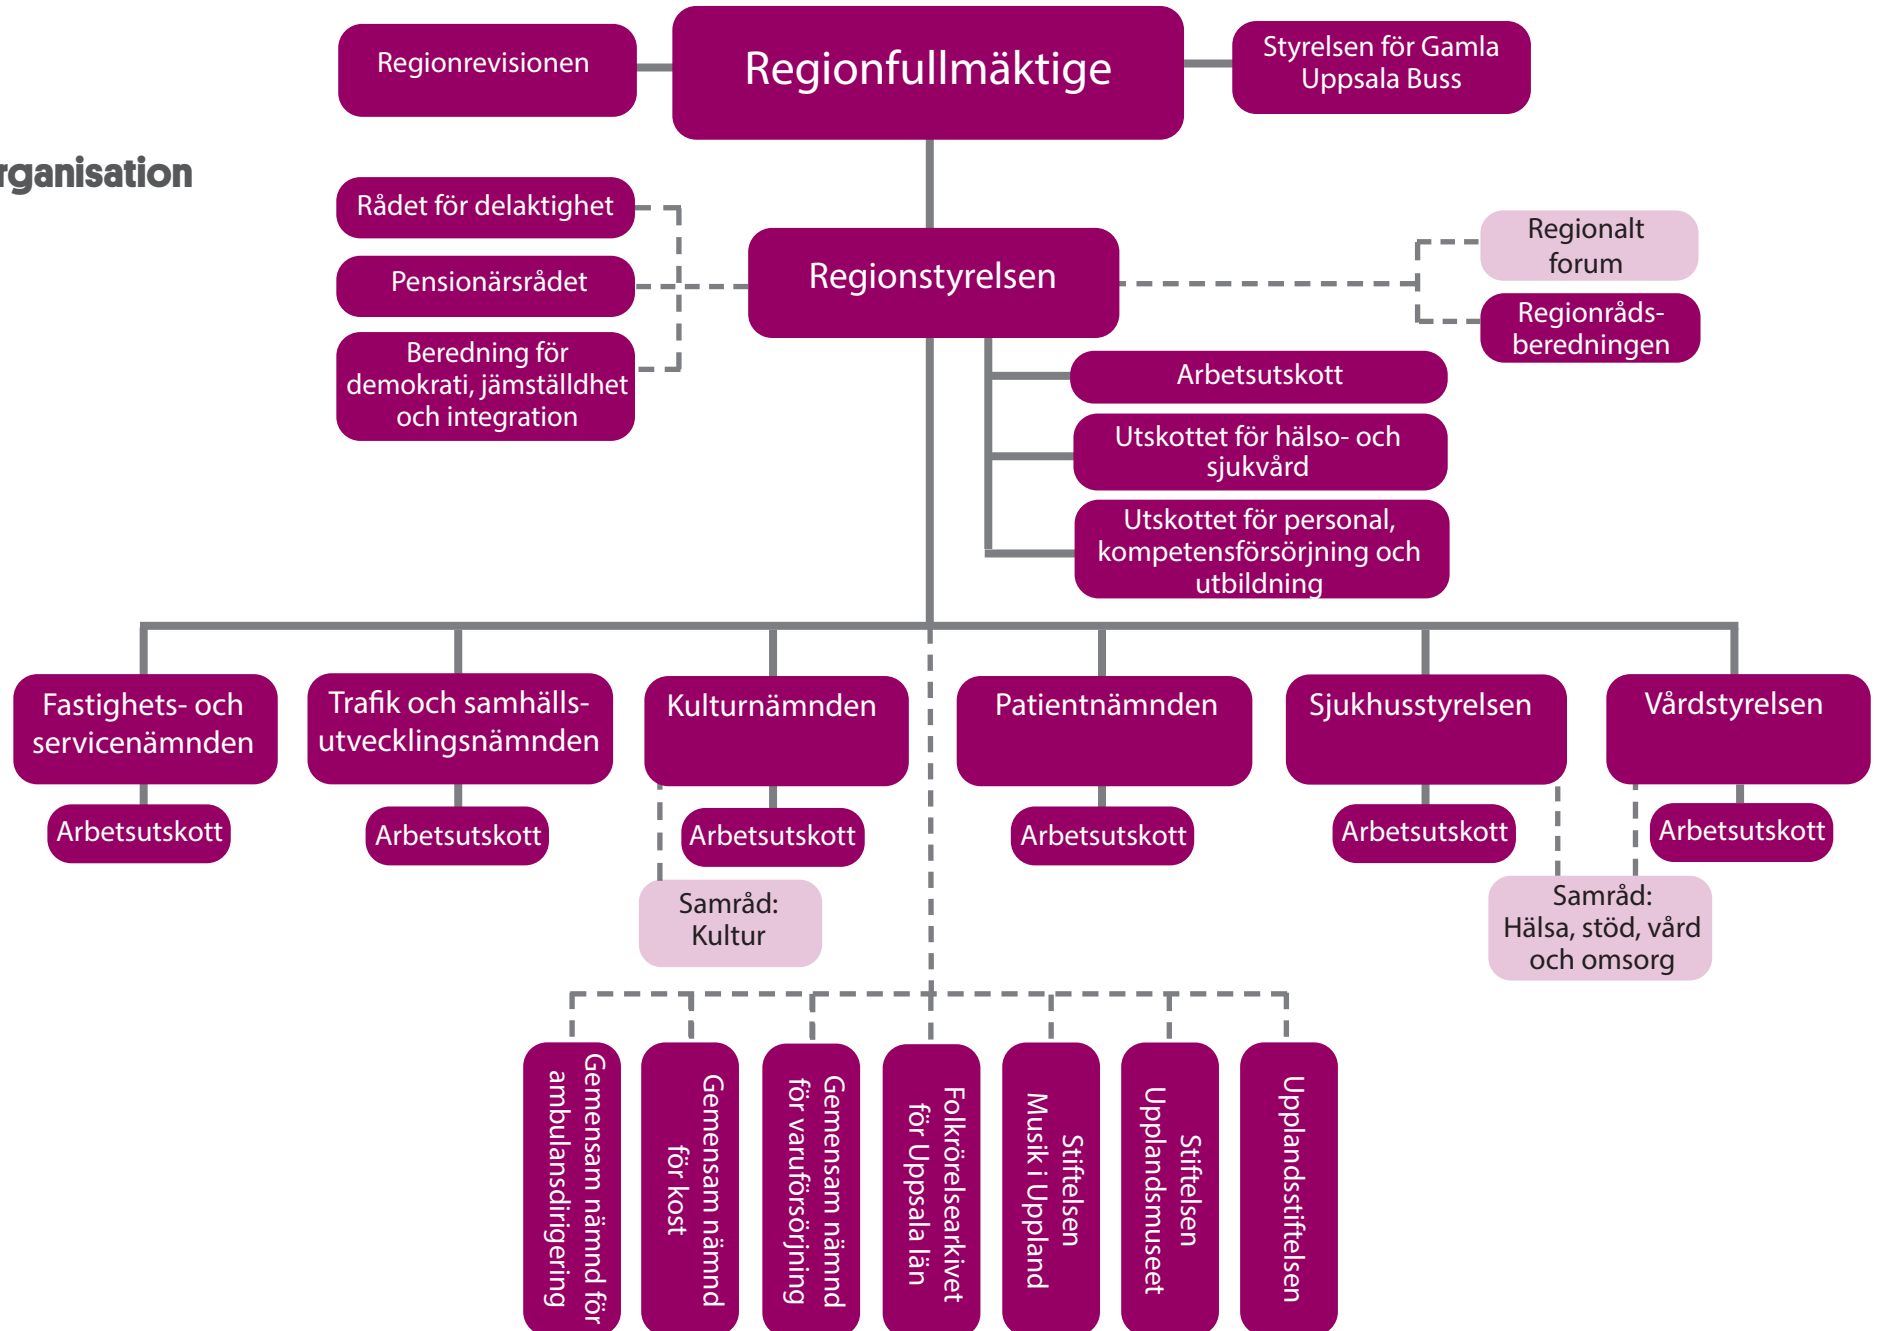 Regionrevisionen
Regionfullmäktige
Styrelsen för Gamla
Uppsala Buss
rganisation
Rådet för delaktighet
Pensionärsrådet
Beredning för
demokrati, jämställdhet
och integration
Regionstyrelsen
Regionalt
forum
Regionråds-
beredningen
Arbetsutskott
Utskottet för hälso- och
sjukvård
Utskottet för personal,
kompetensförsörjning och
utbildning
Fastighets- och
servicenämnden
Trafik och samhälls-
utvecklingsnämnden
Kulturnämnden
Patientnämnden
Sjukhusstyrelsen
Vårdstyrelsen
Arbetsutskott
Arbetsutskott
Arbetsutskott
Arbetsutskott
Arbetsutskott
Arbetsutskott
Samråd:
Kultur
Samråd:
Hälsa, stöd, vård
och omsorg
Gemensam nämnd för
ambulansdirigering
Gemensam nämnd
för kost
Gemensam nämnd
för varuförsörjning
Folkrörelsearkivet
för Uppsala län
Stiftelsen
Musik i Uppland
Stiftelsen
Upplandsmuseet
Upplandsstiftelsen